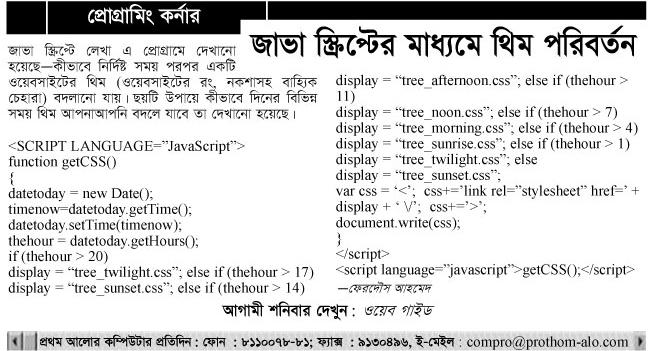 প্রোগ্রামিং কর্নার
জাভা স্ক্রিপ্টের মাধ্যমে থিম পরিবর্তন
জাভা স্ক্রিপ্টে লেখা এ প্রোগ্রামে দেখানো
হয়েছে—কীভাবে নির্দিষ্ট সময় পরপর একটি
ওয়েবসাইটের থিম (ওয়েবসাইটের রং, নকশাসহ বাহ্যিক
চেহারা) বদলানো যায়। ছয়টি উপায়ে কীভাবে দিনের বিভিন্ন
সময় থিম আপনাআপনি বদলে যাবে তা দেখানো হয়েছে।
<SCRIPT LANGUAGE=”JavaScript”>
function getCSS()
{
datetoday = new Date();
timenow=datetoday.getTime();
datetoday.setTime(timenow);
thehour = datetoday.getHours();
if (thehour > 20)
display = “tree_twilight.css”; else if (thehour > 17)
display = “tree_sunset.css”; else if (thehour > 14)
display = “tree_afternoon.css”; else if (thehour >
11)
display = “tree_noon.css”; else if (thehour > 7)
display = “tree_morning.css”; else if (thehour > 4)
display = “tree_sunrise.css”; else if (thehour > 1)
display = “tree_twilight.css”; else
display = “tree_sunset.css”;
var css = ‘<’;  css+=’link rel=”stylesheet” href=’ +
display + ‘ \/’;  css+=’>’;
document.write(css);
}
</script>
<script language=”javascript”>getCSS();</script>
—ফেরদৌস আহমেদ
আগামী শনিবার দেখুন : ওয়েব গাইড
প্রথম আলোর কম্পিউটার প্রতিদিন : ফোন : ৮১১০০৭৮-৮১; ফ্যাক্স : ৯১৩০৪৯৬, ই-মেইল : compro@prothom-alo.com